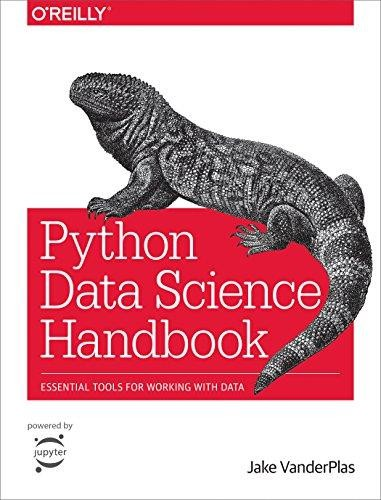 O'REILLY®
Python
Data Science
Handbook
ESSENTIAL TOOLS FOR WORKING WITH DATA
powered by
jupyter
Jake VanderPlas